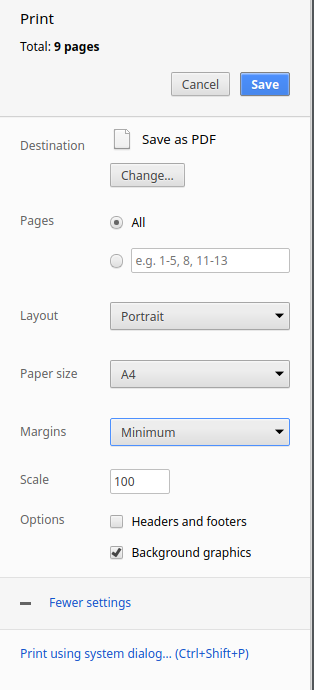 Print
Total: 9 pages
Cancel
Save
Destination
Save as PDF
Change...
Pages
All
e.g. 1-5, 8, 11-13
Layout
Portrait
Paper size
A4
Margins
Minimum
Scale
100
Options
Headers and footers
Background graphics
Fewer settings
Print using system dialog... (Ctrl+Shift+P)